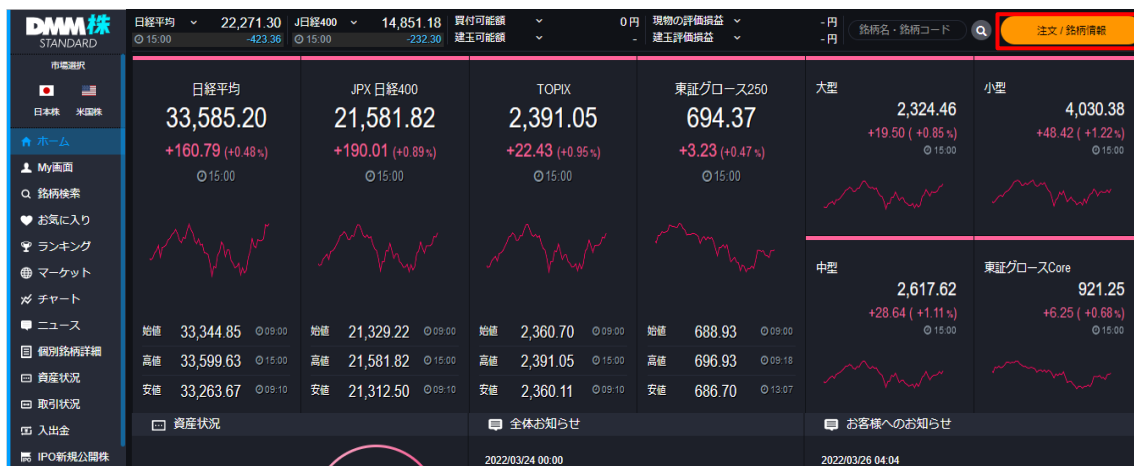 DMM株
STANDARD
日経平均 22,271.30 J日経400 14,851.18 買付可能額 0円 現物の評価損益 -円 銘柄名・銘柄コード 注文 / 銘柄情報
15:00 -423.36 15:00 -232.30 建玉可能額 - 建玉評価損益 -円
市場選択
日本株 米国株
ホーム
My画面
銘柄検索
お気に入り
ランキング
マーケット
チャート
ニュース
個別銘柄詳細
資産状況
取引状況
入出金
IPO新規公開株
日経平均
33,585.20
+160.79 (+0.48%)
15:00
始値 33,344.85 09:00
高値 33,599.63 15:00
安値 33,263.67 09:10
JPX 日経400
21,581.82
+190.01 (+0.89%)
15:00
始値 21,329.22 09:00
高値 21,581.82 15:00
安値 21,312.50 09:10
TOPIX
2,391.05
+22.43 (+0.95%)
15:00
始値 2,360.70 09:00
高値 2,391.05 15:00
安値 2,360.11 09:10
東証グロース250
694.37
+3.23 (+0.47%)
15:00
始値 688.93 09:00
高値 696.93 09:18
安値 686.70 13:07
大型
2,324.46
+19.50 ( +0.85%)
15:00
小型
4,030.38
+48.42 ( +1.22%)
15:00
中型
2,617.62
+28.64 ( +1.11%)
15:00
東証グロースCore
921.25
+6.25 ( +0.68%)
15:00
資産状況
全体お知らせ
2022/03/24 00:00
お客様へのお知らせ
2022/03/26 04:04